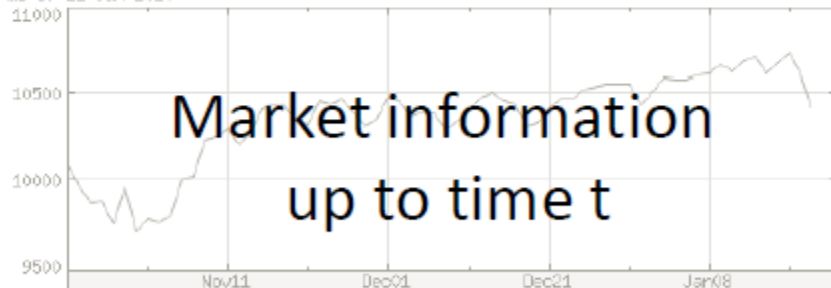 11000
10500
Market information
10000
up to time t
9500
Nov11 Dec01 Dec21 Jan08